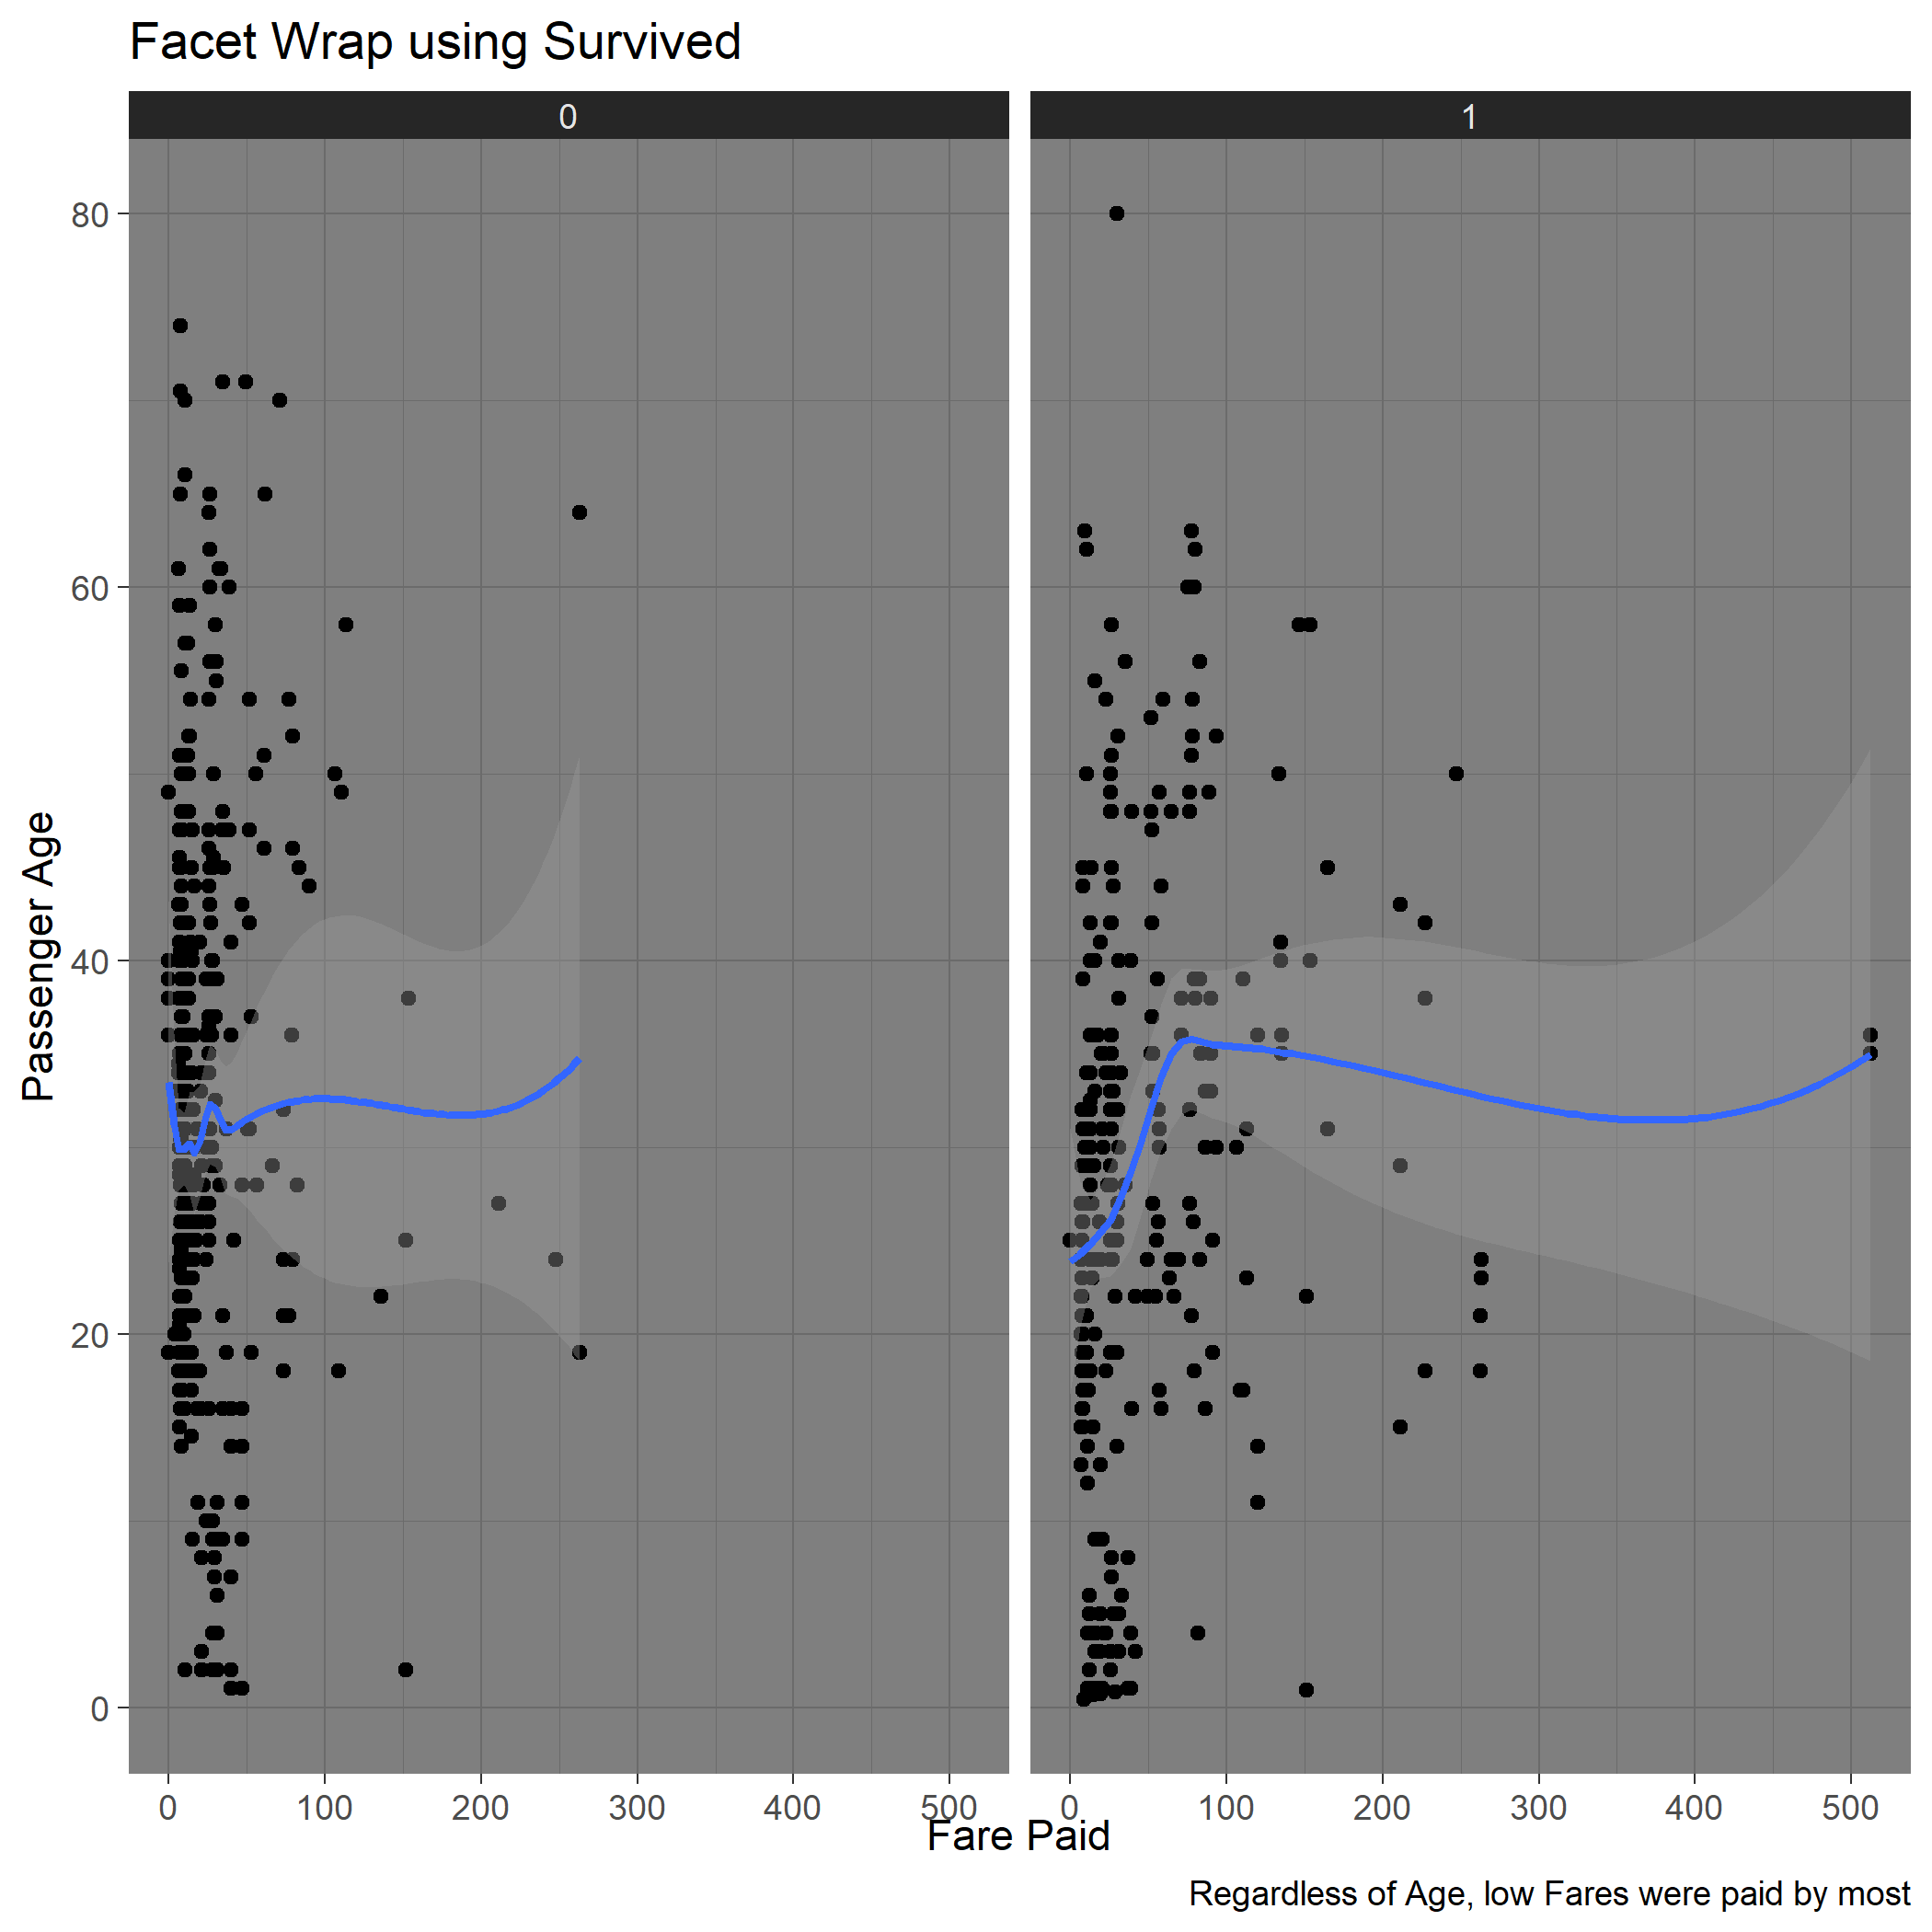 Facet Wrap using Survived
0 1
80
60
40
20
0
Passenger Age
0 100 200 300 400 500 0 100 200 300 400 500
Fare Paid
Regardless of Age, low Fares were paid by most